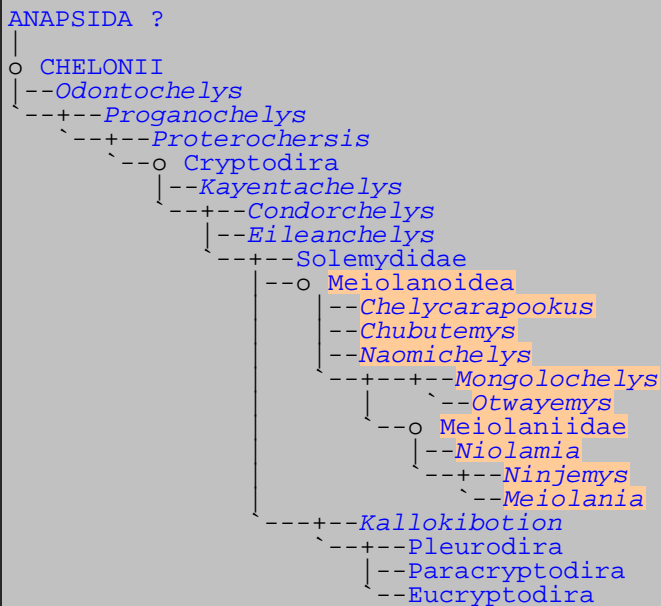 ANAPSIDA ?
|
o CHELONII
|--Odontochelys
`--+--Proganochelys
   `--+--Proterochersis
      `--o Cryptodira
         |--Kayentachelys
         `--+--Condorchelys
            |--Eileanchelys
            `--+--Solemydidae
               |--o Meiolanoidea
               |  |--Chelycarapookus
               |  |--Chubutemys
               |  |--Naomichelys
               |  `--+--+--Mongolochelys
               |     |  `--Otwayemys
               |     `--o Meiolaniidae
               |        |--Niolamia
               |        `--+--Ninjemys
               |           `--Meiolania
               `---+--Kallokibotion
                   `--+--Pleurodira
                      |--Paracryptodira
                      `--Eucryptodira